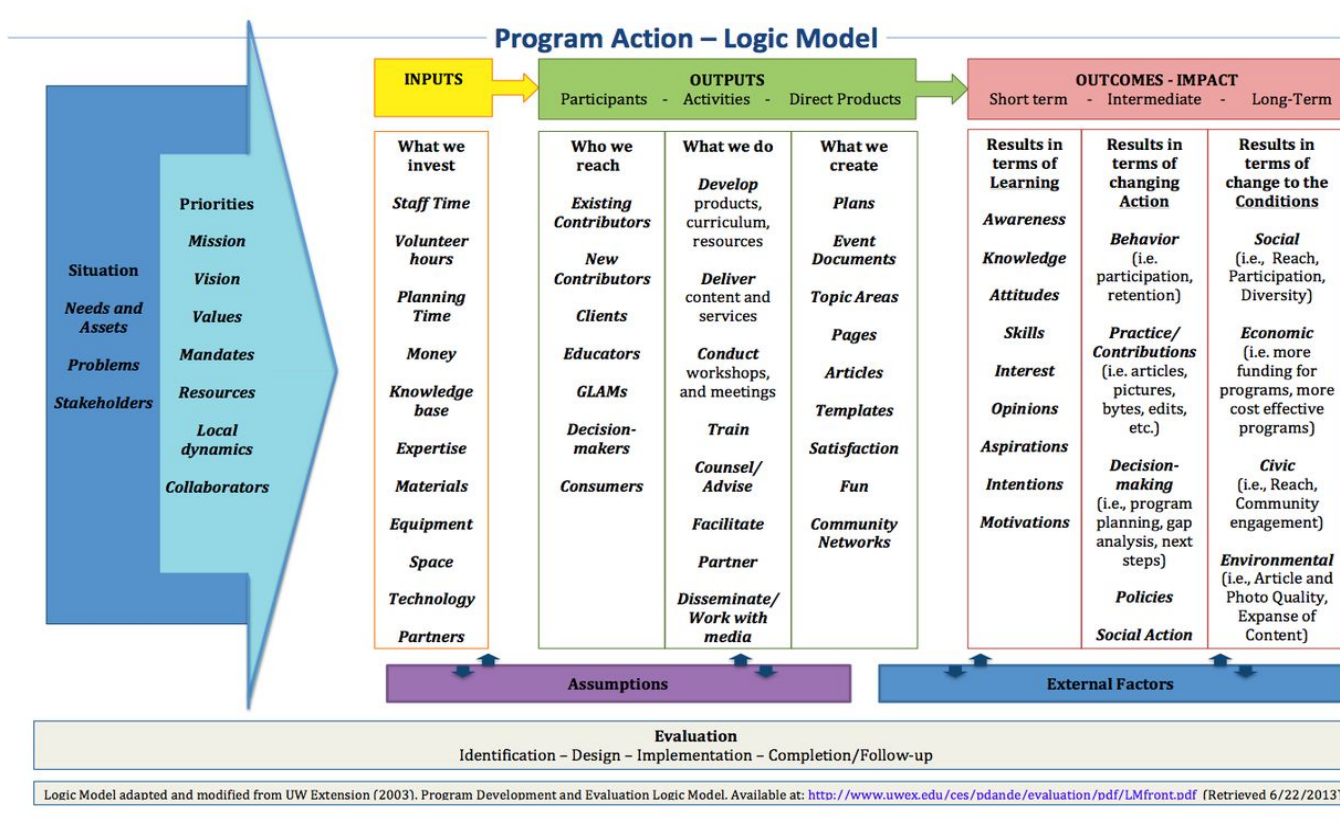 Program Action – Logic Model
Situation
Needs and
Assets
Problems
Stakeholders
Priorities
Mission
Vision
Values
Mandates
Resources
Local
dynamics
Collaborators
INPUTS
What we
invest
Staff Time
Volunteer
hours
Planning
Time
Money
Knowledge
base
Expertise
Materials
Equipment
Space
Technology
Partners
OUTPUTS
Participants - Activities - Direct Products
Who we
reach
Existing
Contributors
New
Contributors
Clients
Educators
GLAMs
Decision-
makers
Consumers
What we do
Develop
products,
curriculum,
resources
Deliver
content and
services
Conduct
workshops,
and meetings
Train
Counsel/
Advise
Facilitate
Partner
Disseminate/
Work with
media
What we
create
Plans
Event
Documents
Topic Areas
Pages
Articles
Templates
Satisfaction
Fun
Community
Networks
OUTCOMES - IMPACT
Short term - Intermediate - Long-Term
Results in
terms of
Learning
Awareness
Knowledge
Attitudes
Skills
Interest
Opinions
Aspirations
Intentions
Motivations
Results in
terms of
changing
Action
Behavior
(i.e.
participation,
retention)
Practice/
Contributions
(i.e. articles,
pictures,
bytes, edits,
etc.)
Decision-
making
(i.e., program
planning, gap
analysis, next
steps)
Policies
Social Action
Results in
terms of
change to the
Conditions
Social
(i.e., Reach,
Participation,
Diversity)
Economic
(i.e. more
funding for
programs, more
cost effective
programs)
Civic
(i.e., Reach,
Community
engagement)
Environmental
(i.e., Article and
Photo Quality,
Expanse of
Content)
Assumptions
External Factors
Evaluation
Identification – Design – Implementation – Completion/Follow-up
Logic Model adapted and modified from UW Extension (2003). Program Development and Evaluation Logic Model. Available at: http://www.uwex.edu/ces/pdande/evaluation/pdf/LMfront.pdf (Retrieved 6/22/2013)